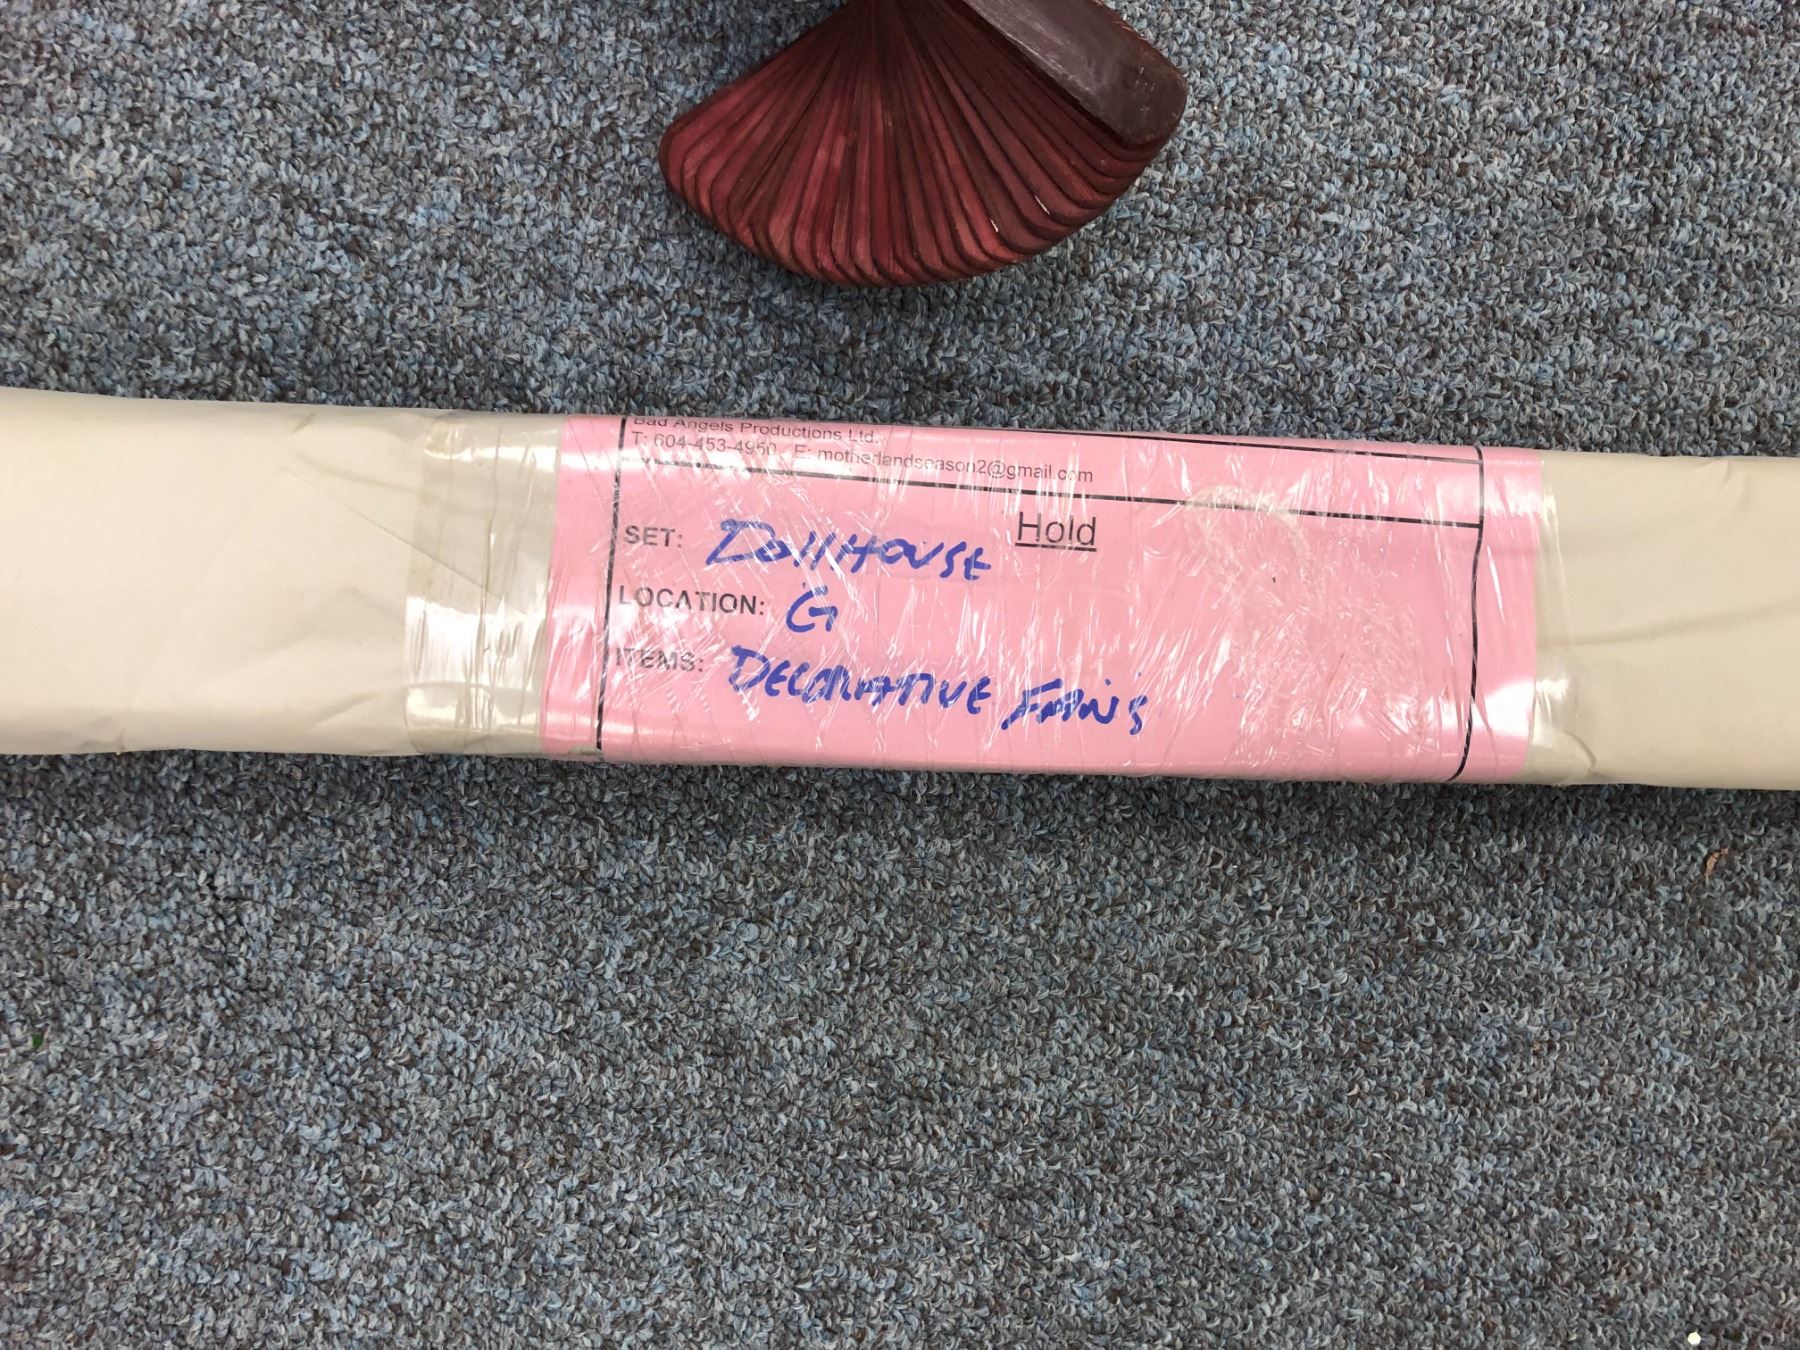 Bad Angels Productions Ltd.
T: 604-453-4950 E: motherlandseason2@gmail.com
Hold
SET: DollHouse
LOCATION: G
ITEMS: DECORATIVE FANS